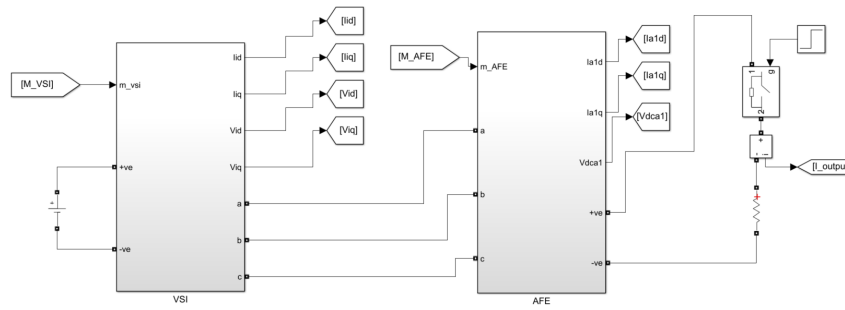 [M_VSI]
m_vsi
+ve
-ve
+
Iid
Iiq
Vid
Viq
a
b
c
VSI
[Iid]
[Iiq]
[Vid]
[Viq]
[M_AFE]
m_AFE
a
b
c
Ia1d
Ia1q
Vdca1
+ve
-ve
AFE
[Ia1d]
[Ia1q]
[Vdca1]
1
g
2
+
-
i
[I_outpu
+